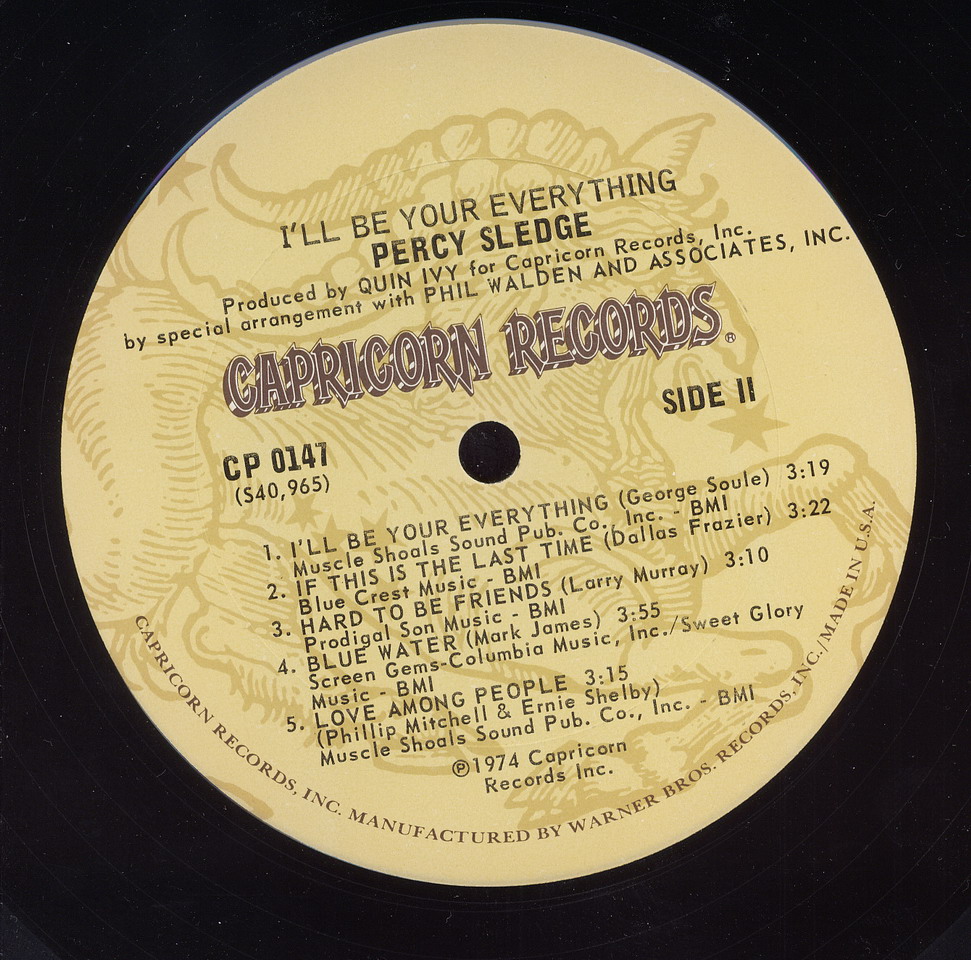 I'LL BE YOUR EVERYTHING
PERCY SLEDGE
Produced by QUIN IVY for Capricorn Records, Inc.
by special arrangement with PHIL WALDEN AND ASSOCIATES, INC.
CAPRICORN RECORDS®
SIDE II
CP 0147
(S40,965)
1. I'LL BE YOUR EVERYTHING (George Soule) 3:19
Muscle Shoals Sound Pub. Co., Inc. - BMI
2. IF THIS IS THE LAST TIME (Dallas Frazier) 3:22
Blue Crest Music - BMI
3. HARD TO BE FRIENDS (Larry Murray) 3:10
Prodigal Son Music - BMI
4. BLUE WATER (Mark James) 3:55
Screen Gems-Columbia Music, Inc./Sweet Glory
Music - BMI
5. LOVE AMONG PEOPLE 3:15
(Phillip Mitchell & Ernie Shelby)
Muscle Shoals Sound Pub. Co., Inc. - BMI
℗1974 Capricorn
Records Inc.
CAPRICORN RECORDS, INC. MANUFACTURED BY WARNER BROS. RECORDS, INC./MADE IN U.S.A.